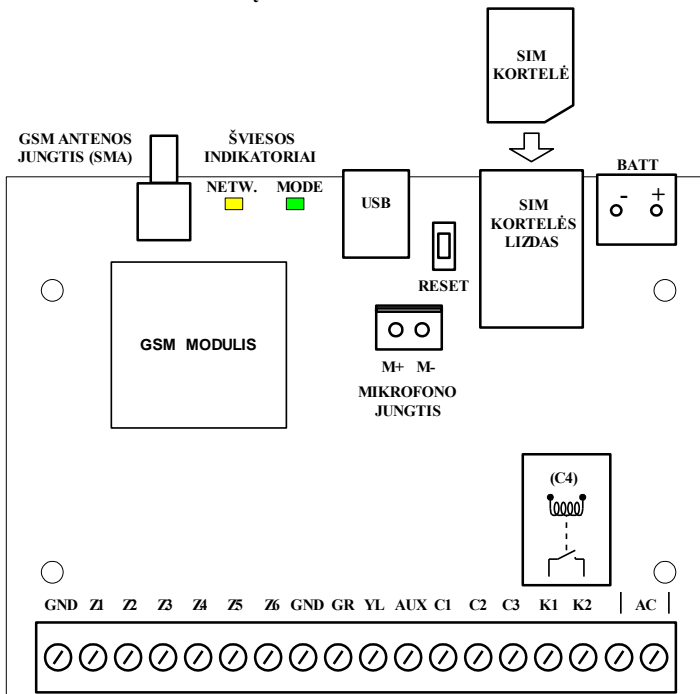 SIM
KORTELĖ
GSM ANTENOS
JUNGTIS (SMA)
ŠVIESOS
INDIKATORIAI
NETW. MODE
USB
SIM
KORTELĖS
LIZDAS
BATT
- +
RESET
GSM MODULIS
M+ M-
MIKROFONO
JUNGTIS
(C4)
GND Z1 Z2 Z3 Z4 Z5 Z6 GND GR YL AUX C1 C2 C3 K1 K2 AC